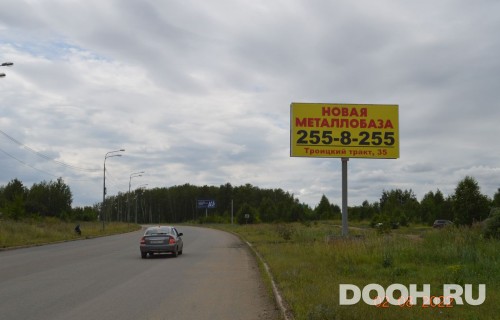 НОВАЯ
МЕТАЛЛОБАЗА
255-8-255
Троицкий тракт, 35
DOOH.RU